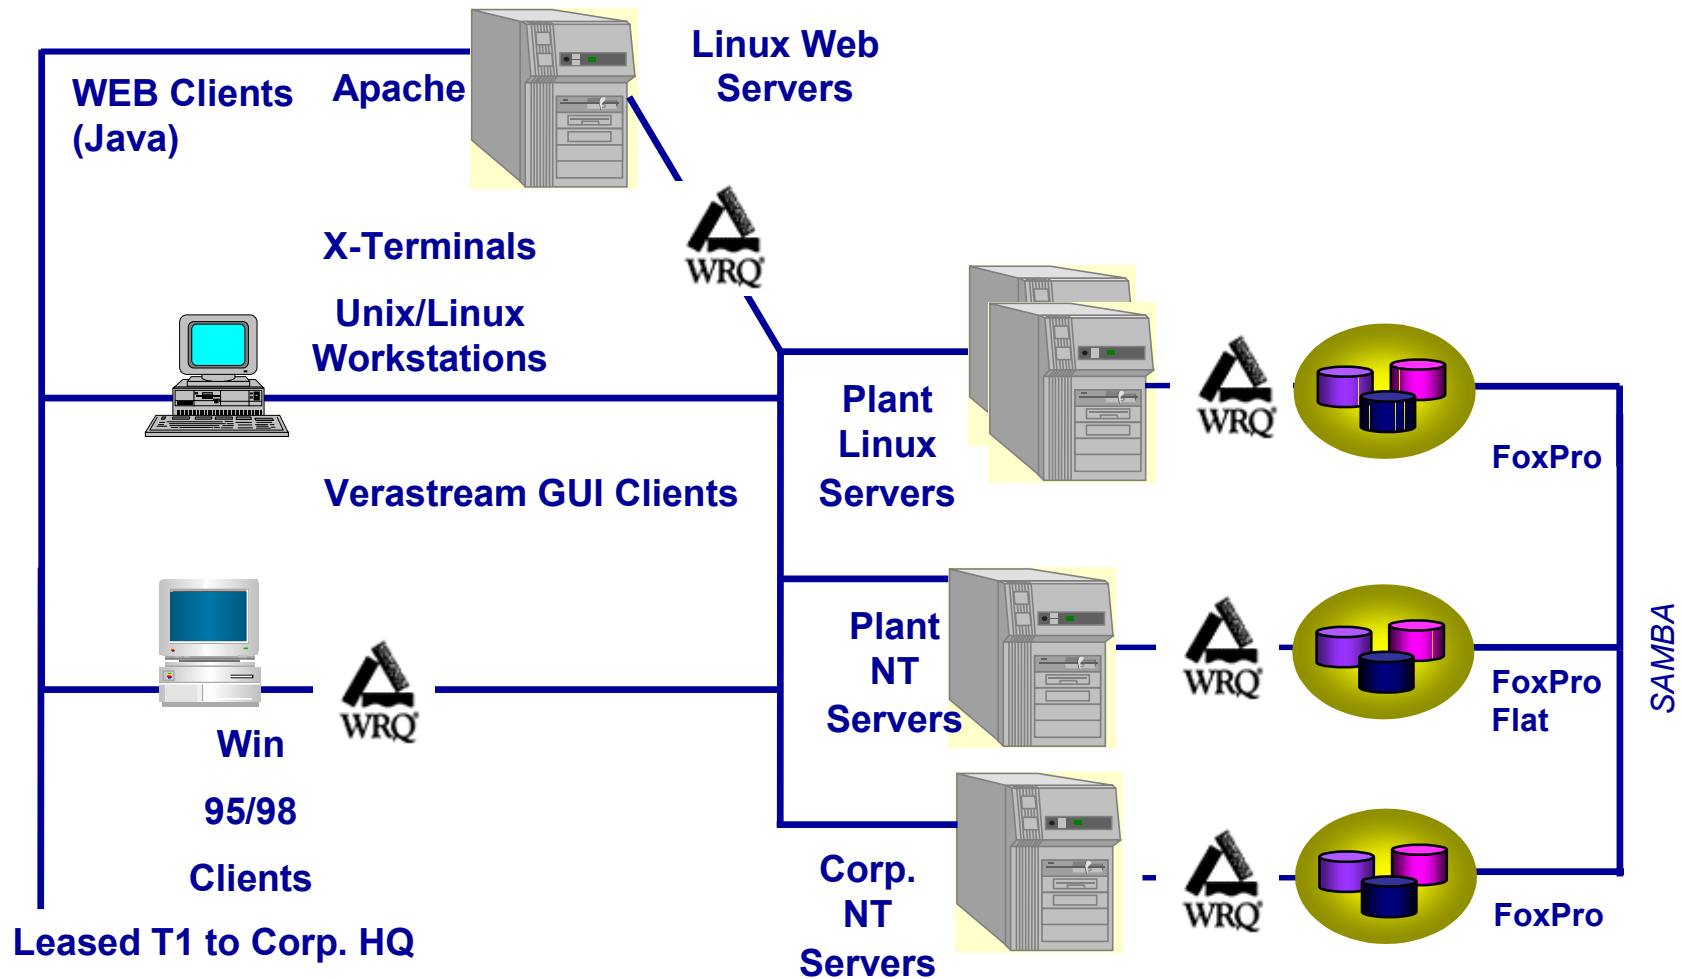 Linux Web
Servers
WEB Clients
(Java)
Apache
WRQ
X-Terminals
Unix/Linux
Workstations
Plant
Linux
Servers
WRQ
FoxPro
Verastream GUI Clients
Plant
NT
Servers
WRQ
FoxPro
Flat
SAMBA
WRQ
Win
95/98
Clients
Corp.
NT
Servers
WRQ
FoxPro
Leased T1 to Corp. HQ